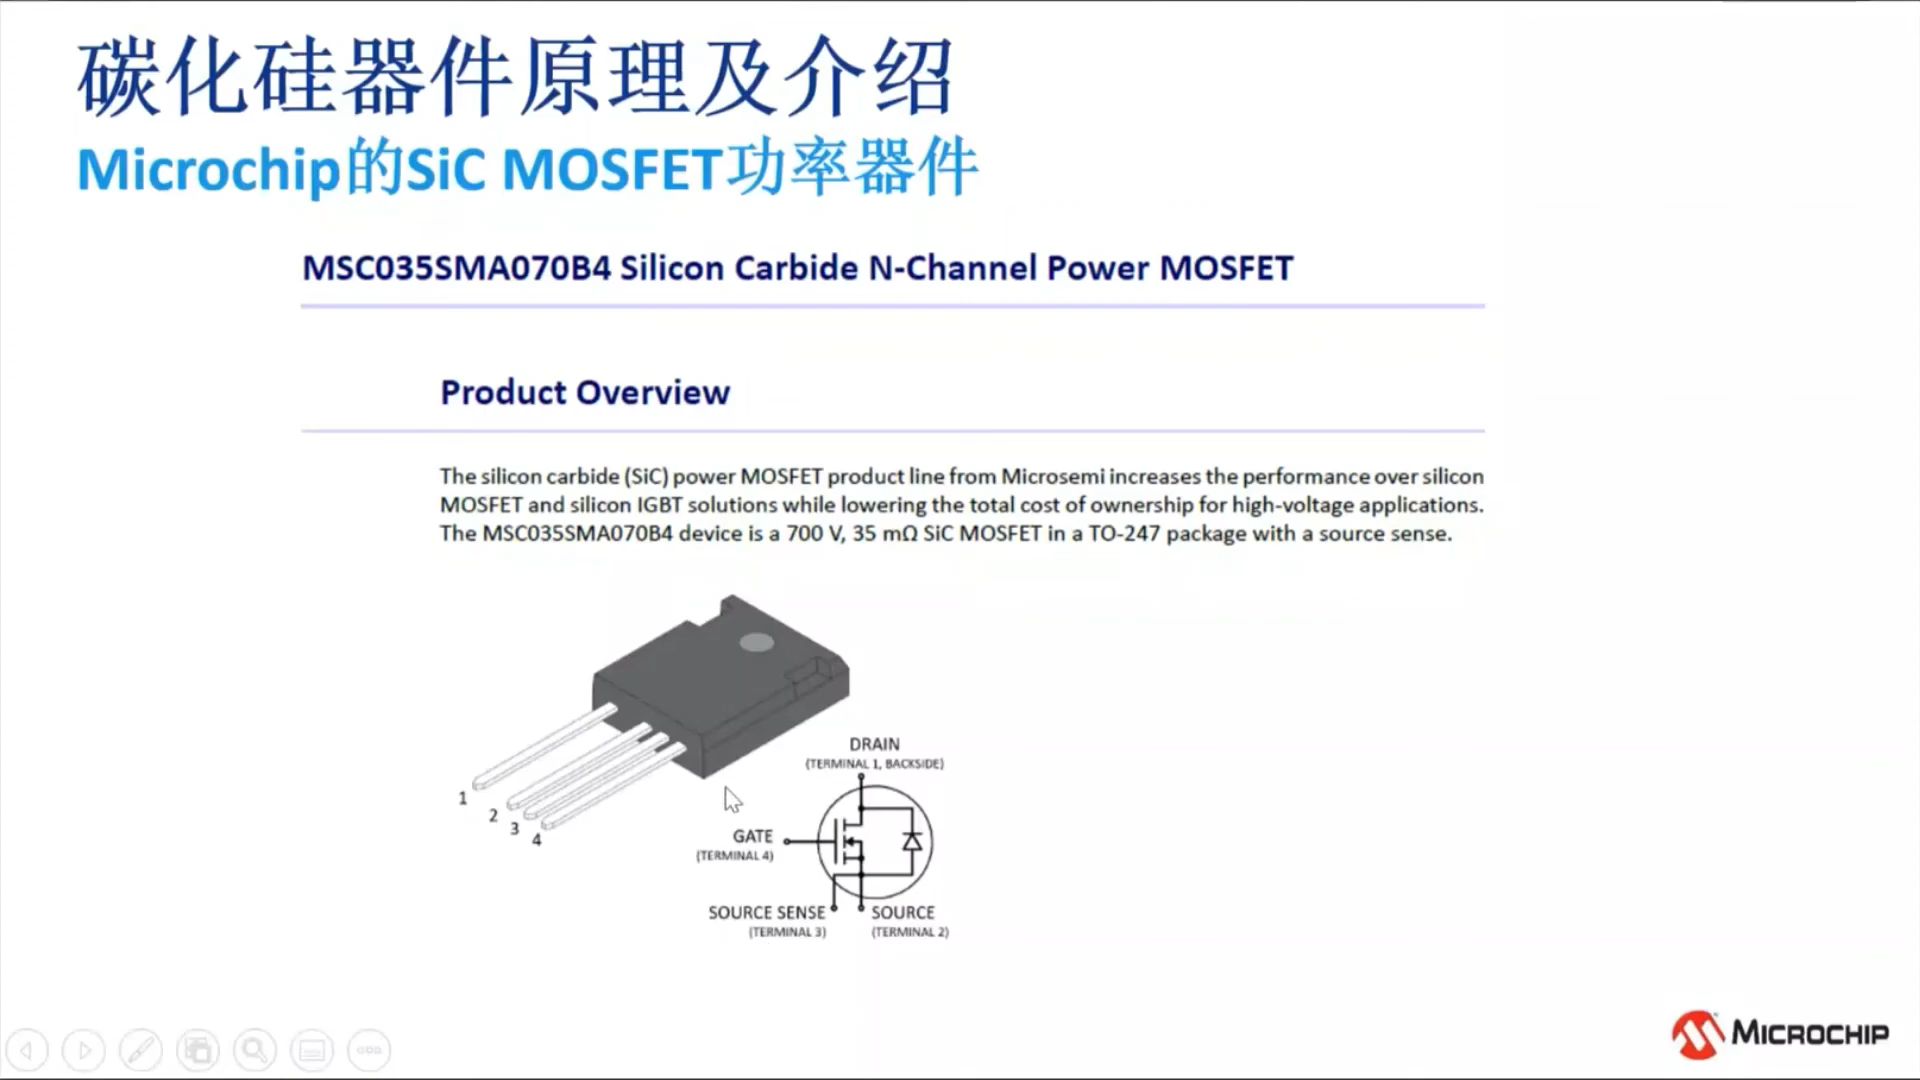 碳化硅器件原理及介绍
Microchip的SiC MOSFET功率器件
MSC035SMA070B4 Silicon Carbide N-Channel Power MOSFET
Product Overview
The silicon carbide (SiC) power MOSFET product line from Microsemi increases the performance over silicon
MOSFET and silicon IGBT solutions while lowering the total cost of ownership for high-voltage applications.
The MSC035SMA070B4 device is a 700 V, 35 mΩ SiC MOSFET in a TO-247 package with a source sense.
1
2
3
4
DRAIN
(TERMINAL 1, BACKSIDE)
GATE
(TERMINAL 4)
SOURCE SENSE
(TERMINAL 3)
SOURCE
(TERMINAL 2)
MICROCHIP